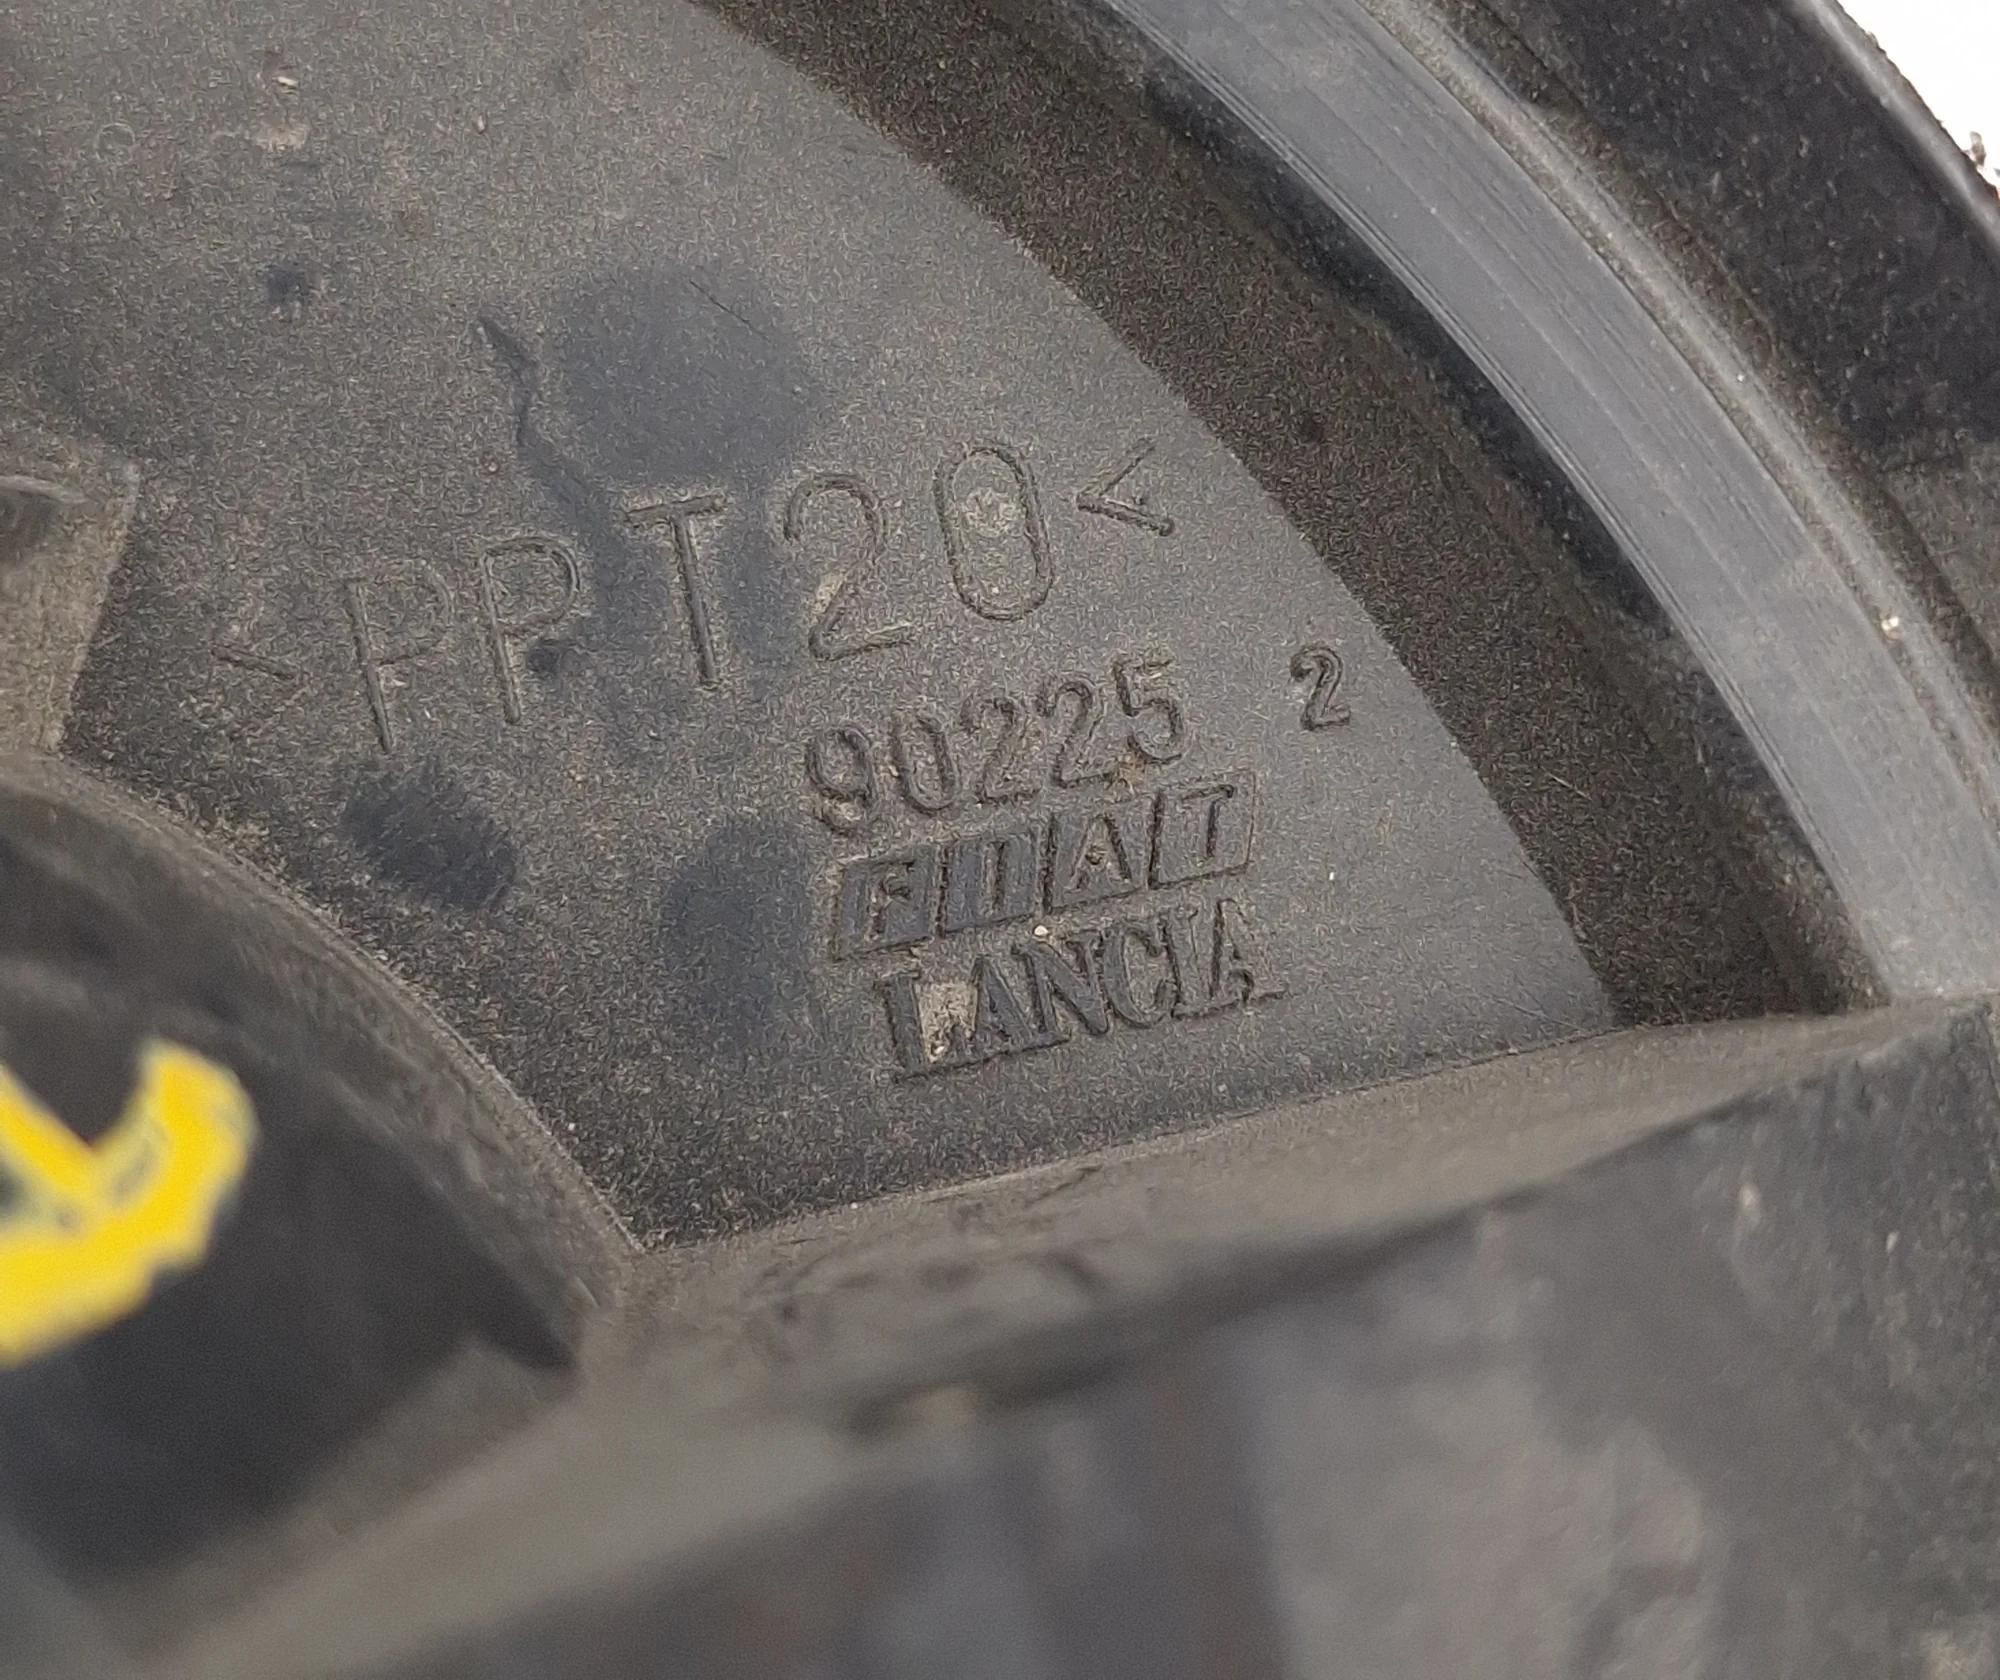 >PPT20<
90225 2
FIAT
LANCIA